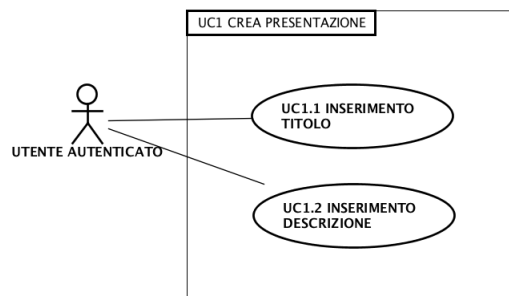 UC1 CREA PRESENTAZIONE
UC1.1 INSERIMENTO
TITOLO
UTENTE AUTENTICATO
UC1.2 INSERIMENTO
DESCRIZIONE